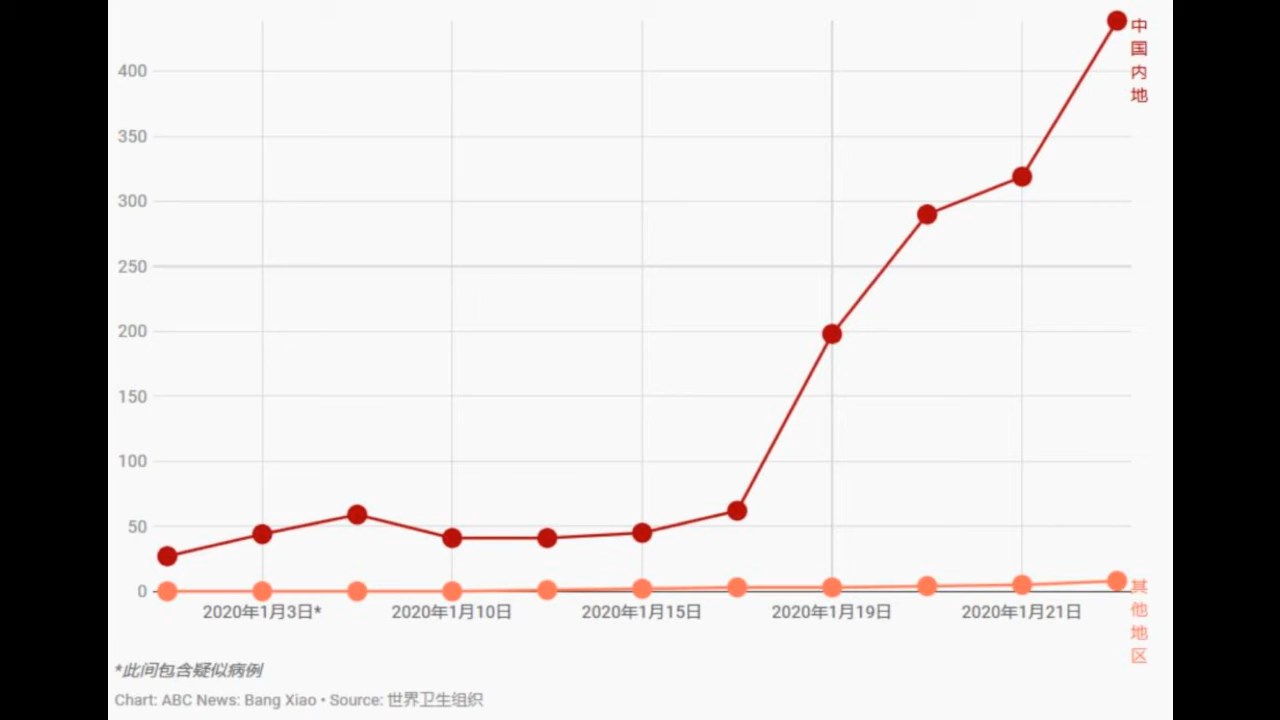 400
350
300
250
200
150
100
50
0
中国内地
其他地区
2020年1月3日*
2020年1月10日
2020年1月15日
2020年1月19日
2020年1月21日
*此间包含疑似病例
Chart: ABC News: Bang Xiao • Source: 世界卫生组织